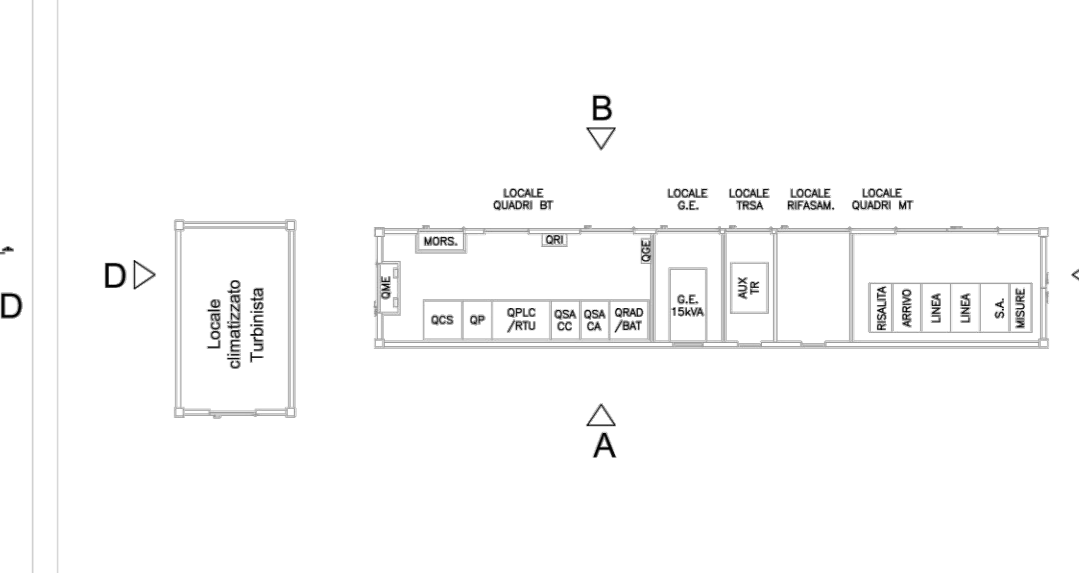 B
LOCALE
QUADRI BT
LOCALE
G.E.
LOCALE
TRSA
LOCALE
RIFASAM.
LOCALE
QUADRI MT
MORS.
QRI
QGE
QME
D
D
Locale
climatizzato
Turbinista
QCS
QP
QPLC
/RTU
QSA
CC
QSA
CA
QRAD
/BAT
G.E.
15kVA
AUX
TR
RISALITA
ARRIVO
LINEA
LINEA
S.A.
MISURE
A